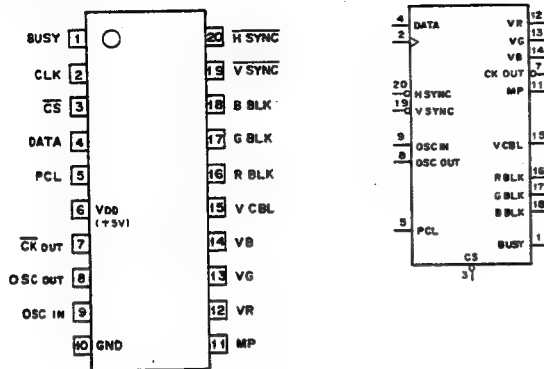 BUSY 1 20 H SYNC
CLK 2 19 V SYNC
CS 3 18 B BLK
DATA 4 17 G BLK
PCL 5 16 R BLK
6 VDD (+5V) 15 V CBL
CK OUT 7 14 VB
OSC OUT 8 13 VG
OSC IN 9 12 VR
10 GND 11 MP
4 DATA VR 12
2 VG 13
VB 14
CK OUT 7
MP 11
20 H SYNC
19 V SYNC
9 OSC IN V CBL 15
8 OSC OUT
R BLK 16
G BLK 17
B BLK 18
5 PCL
BUSY 1
CS
3